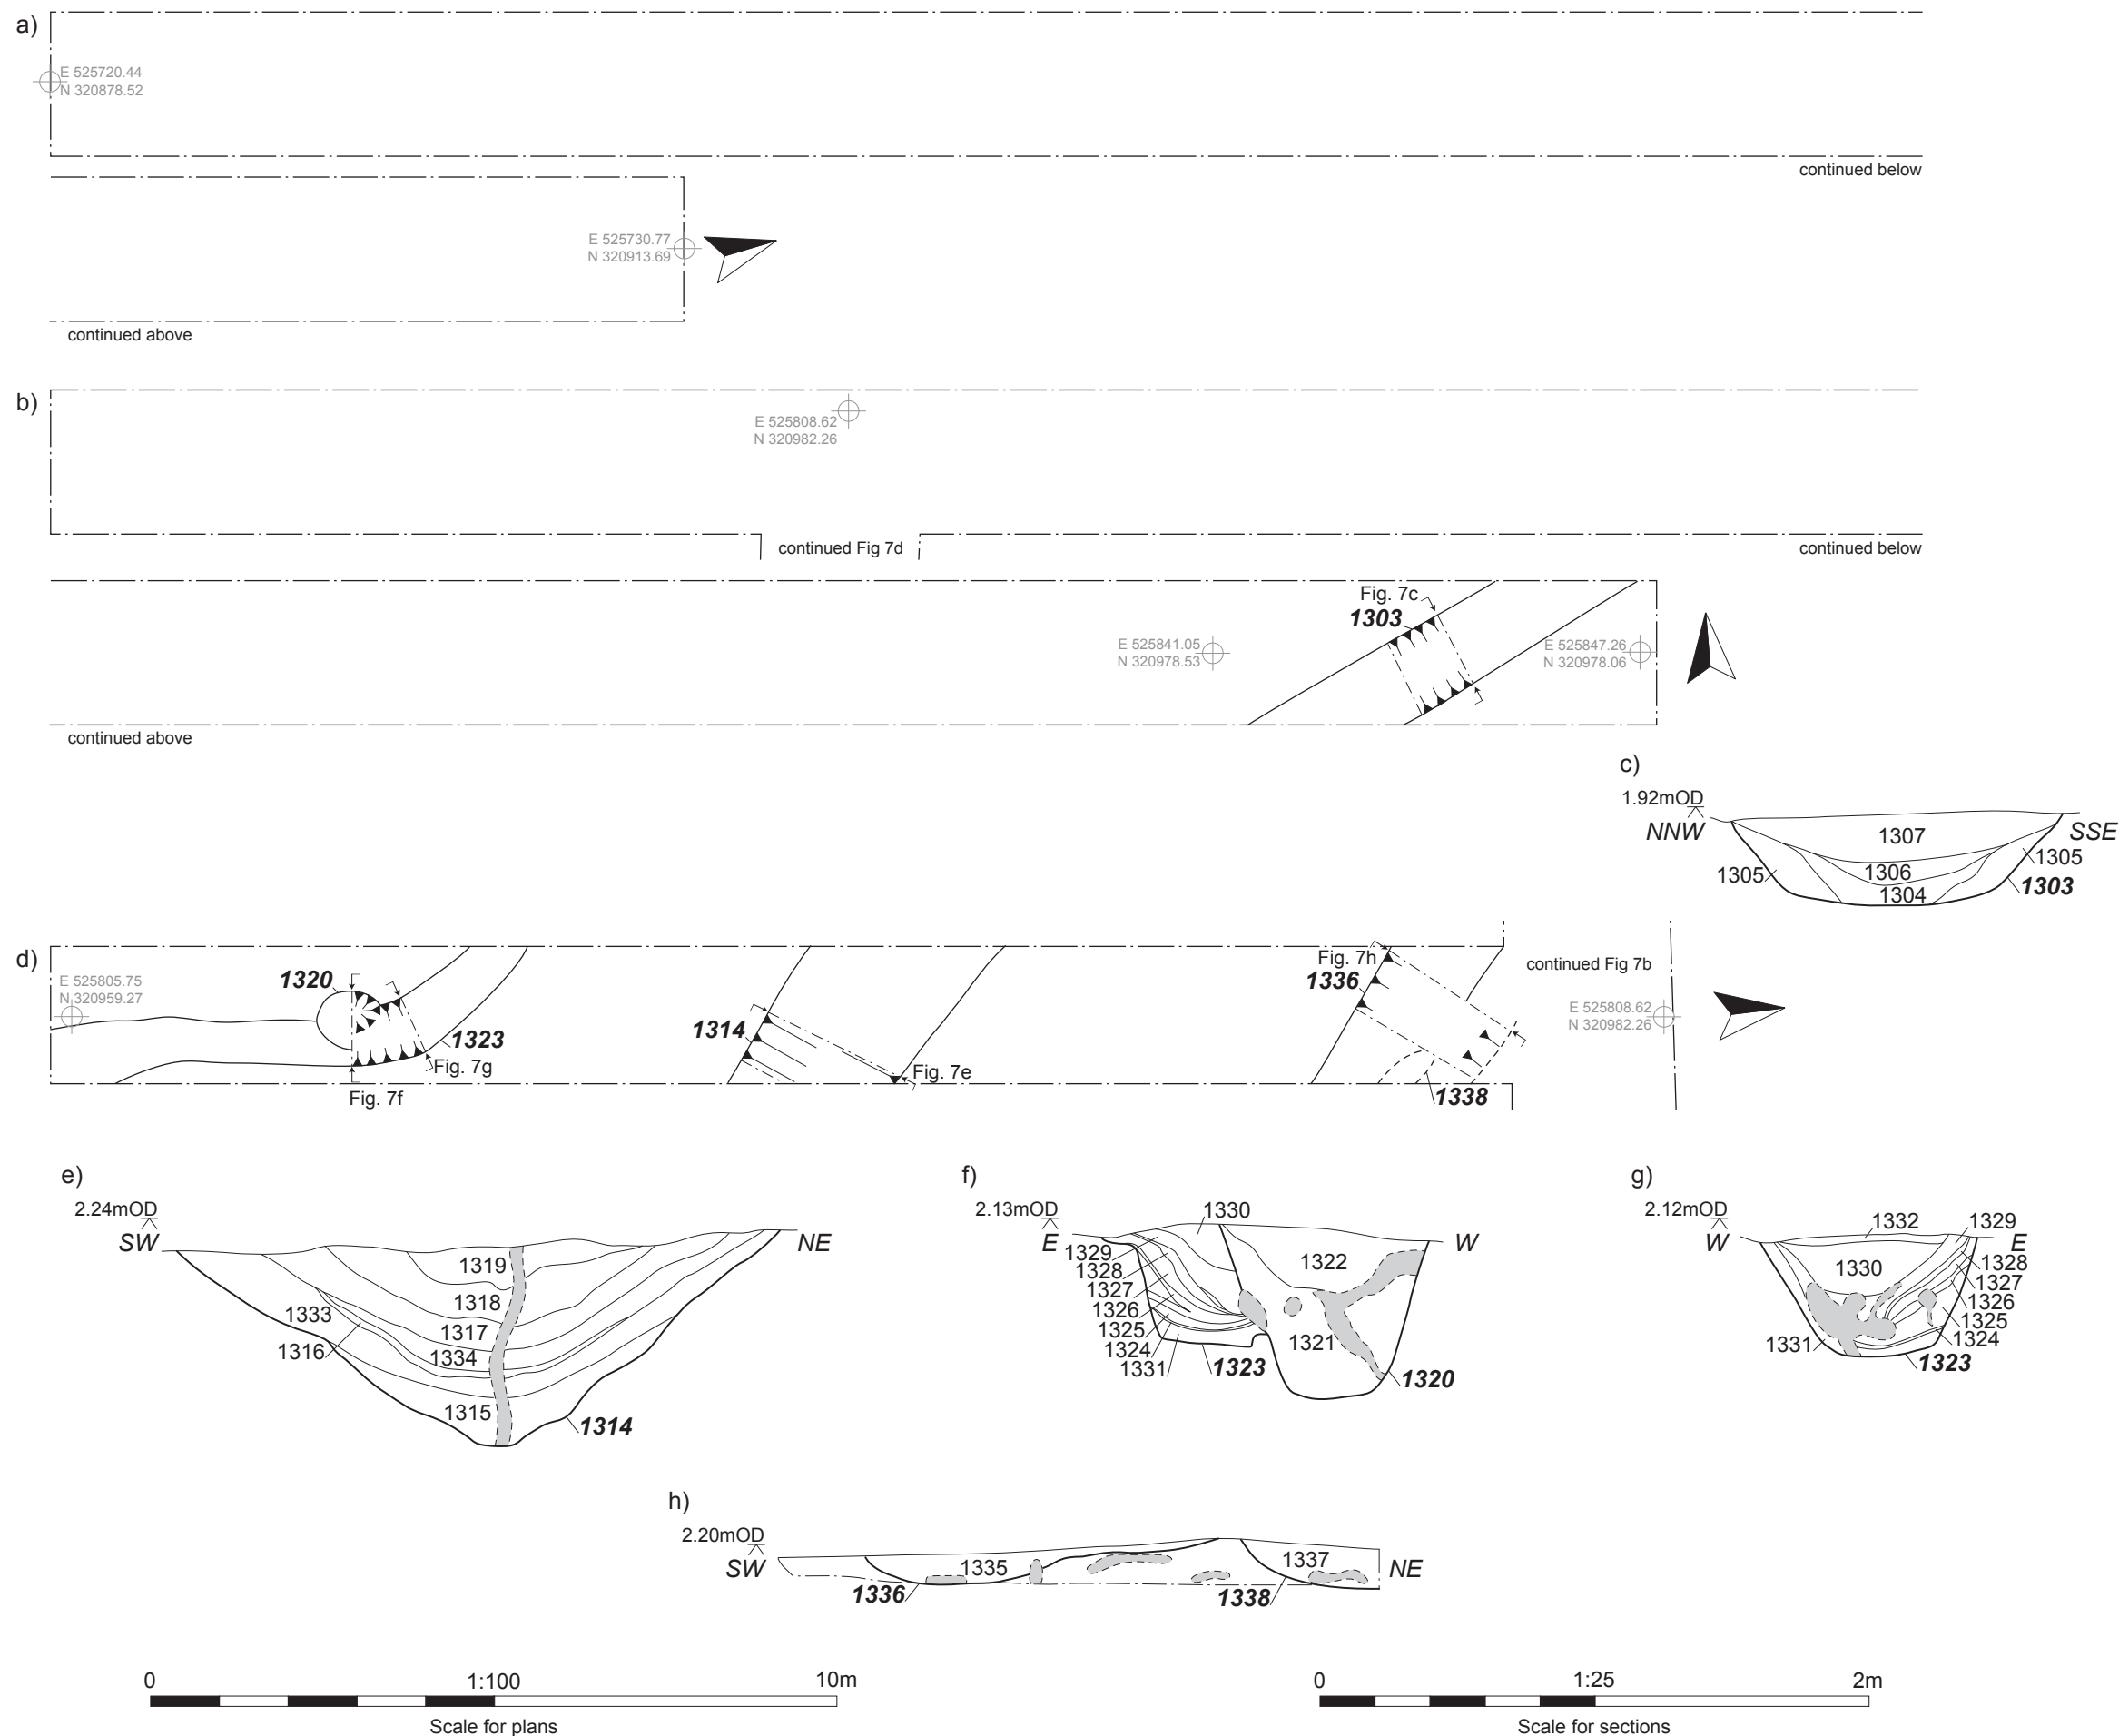 a)
E 525720.44
N 320878.52
continued below
E 525730.77
N 320913.69
continued above
b)
E 525808.62
N 320982.26
continued Fig 7d
continued below
Fig. 7c
1303
E 525841.05
N 320978.53
E 525847.26
N 320978.06
continued above
c)
1.92mOD
NNW
SSE
1307
1305
1306
1305
1304
1303
d)
E 525805.75
N 320959.27
1320
1323
Fig. 7g
Fig. 7f
1314
Fig. 7e
Fig. 7h
1336
1338
continued Fig 7b
E 525808.62
N 320982.26
e)
2.24mOD
SW
NE
1319
1318
1333
1317
1316
1334
1315
1314
f)
2.13mOD
E
W
1330
1329
1328
1327
1326
1325
1324
1331
1323
1322
1321
1320
g)
2.12mOD
W
E
1332
1329
1330
1328
1327
1326
1325
1324
1331
1323
h)
2.20mOD
SW
NE
1335
1337
1336
1338
0
1:100
10m
Scale for plans
0
1:25
2m
Scale for sections